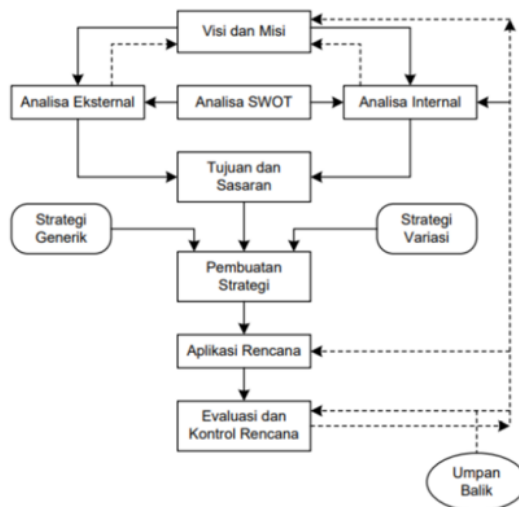 Visi dan Misi
Analisa Eksternal
Analisa SWOT
Analisa Internal
Tujuan dan
Sasaran
Strategi
Generik
Strategi
Variasi
Pembuatan
Strategi
Aplikasi Rencana
Evaluasi dan
Kontrol Rencana
Umpan
Balik